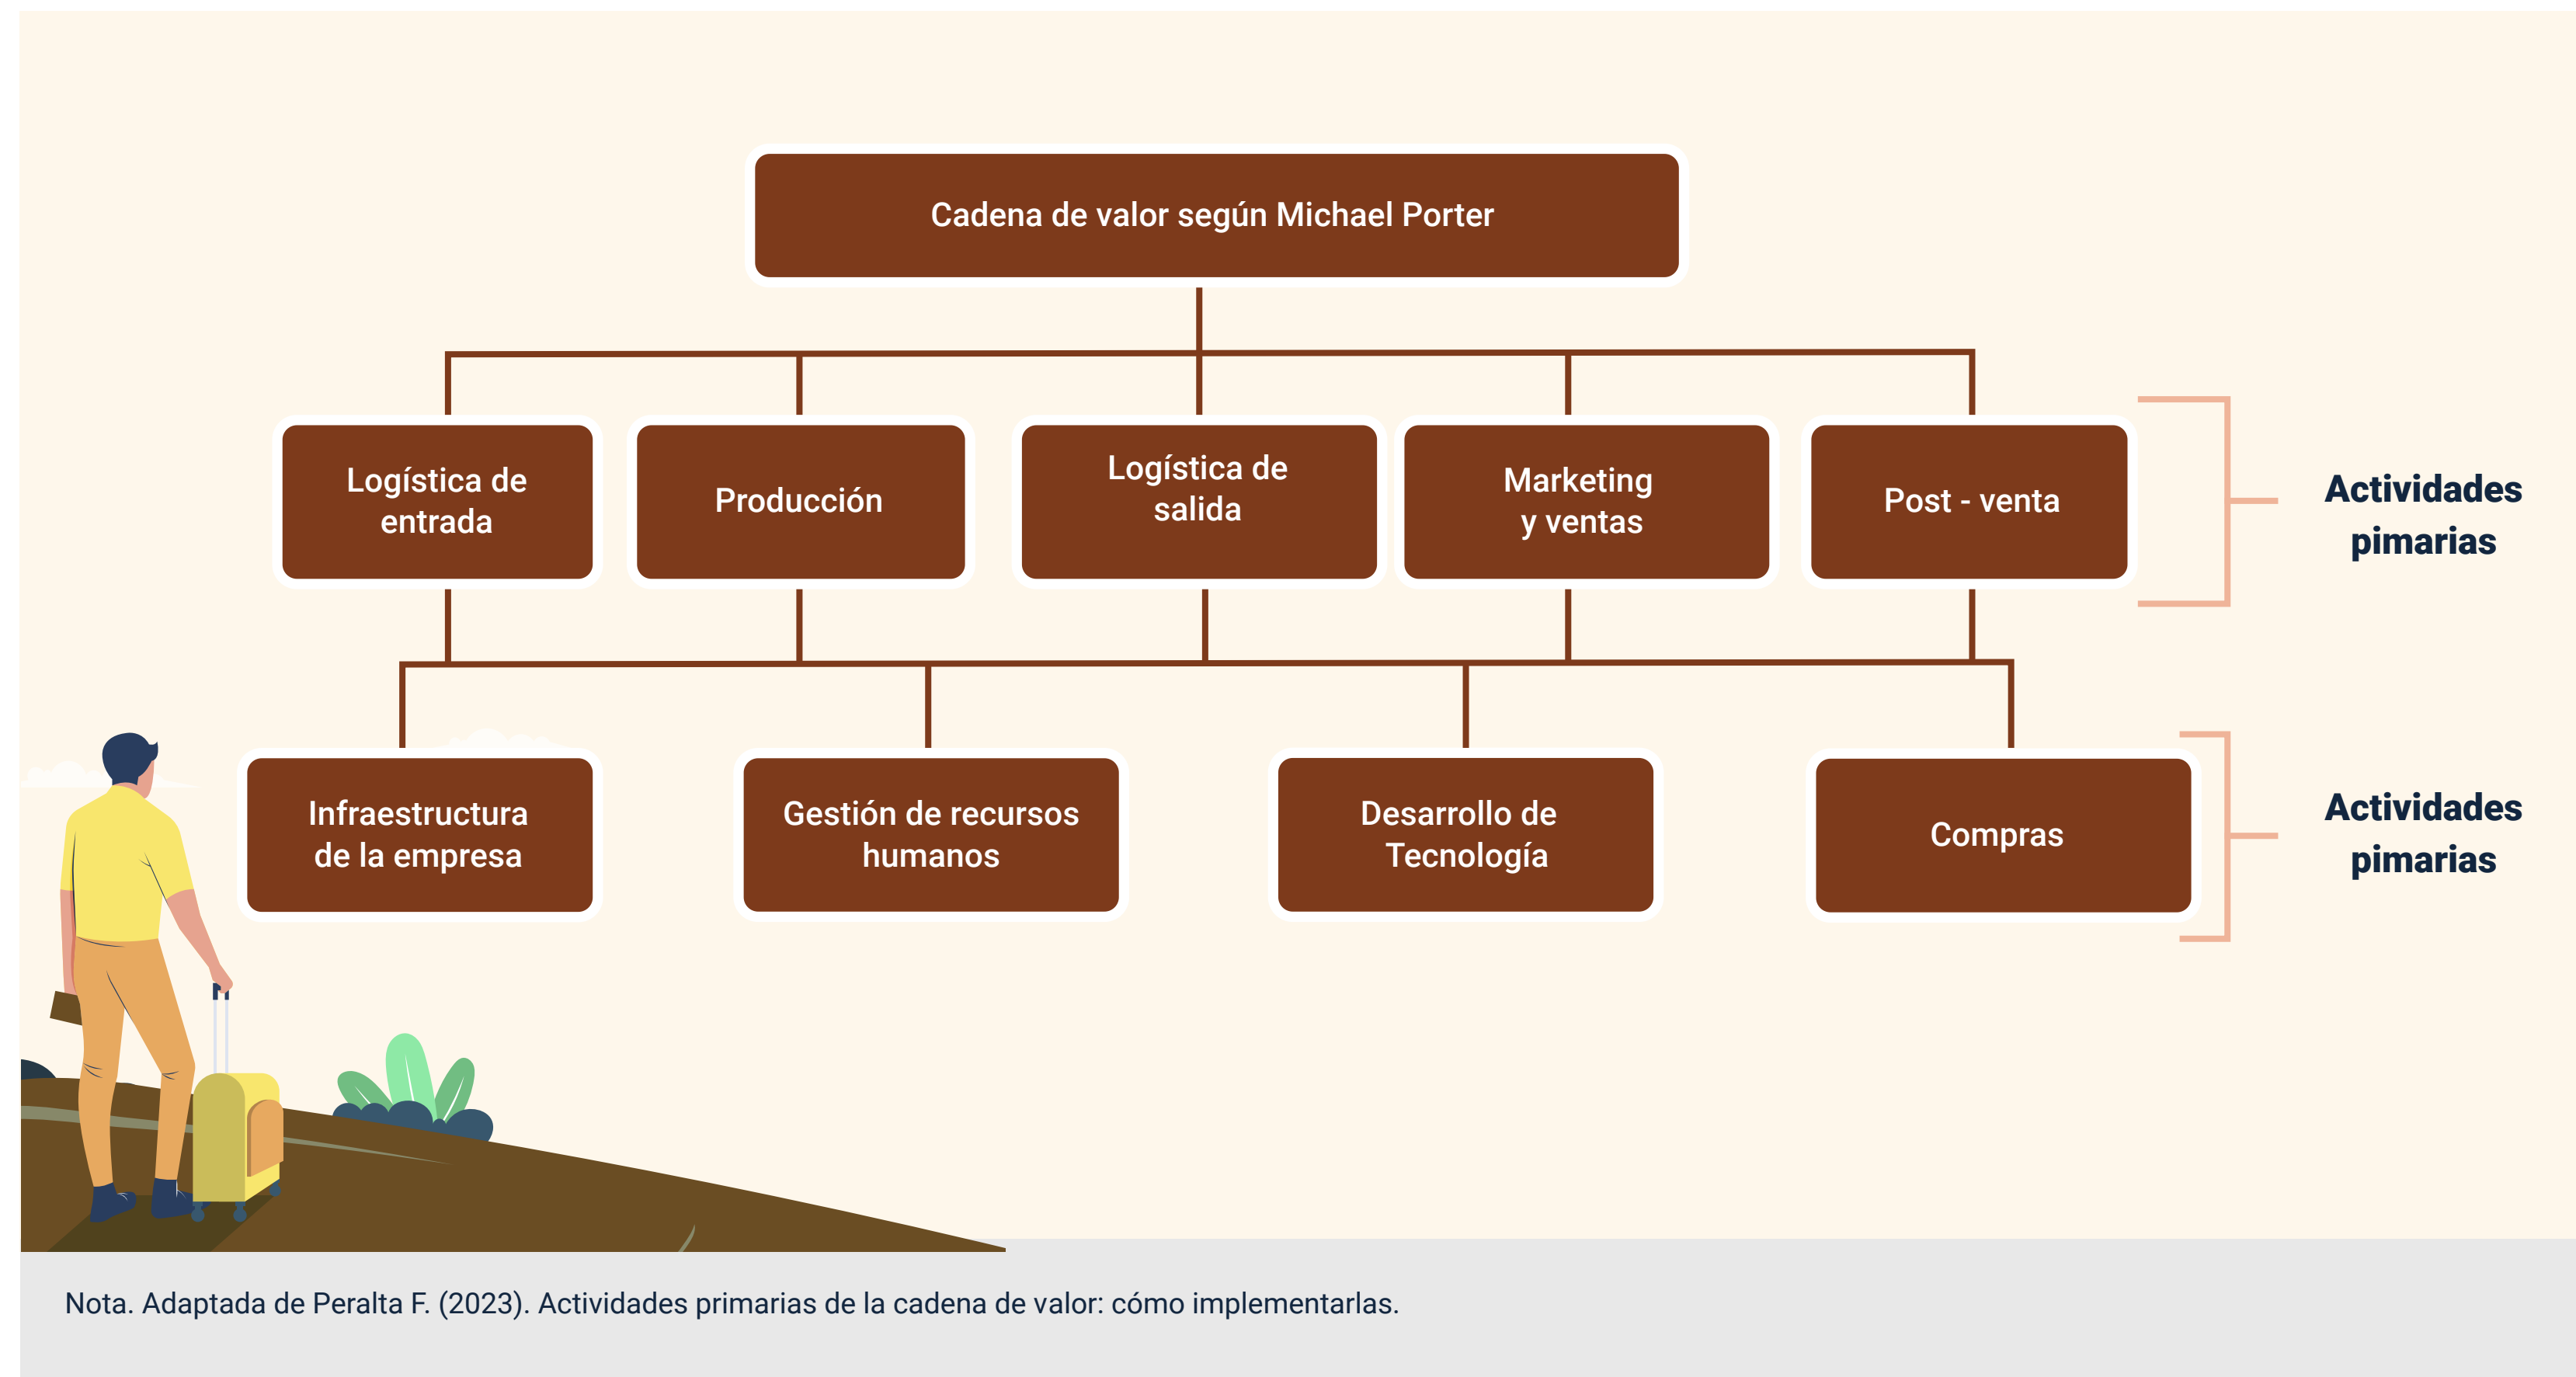 Cadena de valor según Michael Porter
Logística de
entrada
Producción
Logística de
salida
Marketing
y ventas
Post - venta
Actividades
pimarias
Infraestructura
de la empresa
Gestión de recursos
humanos
Desarrollo de
Tecnología
Compras
Actividades
pimarias
Nota. Adaptada de Peralta F. (2023). Actividades primarias de la cadena de valor: cómo implementarlas.